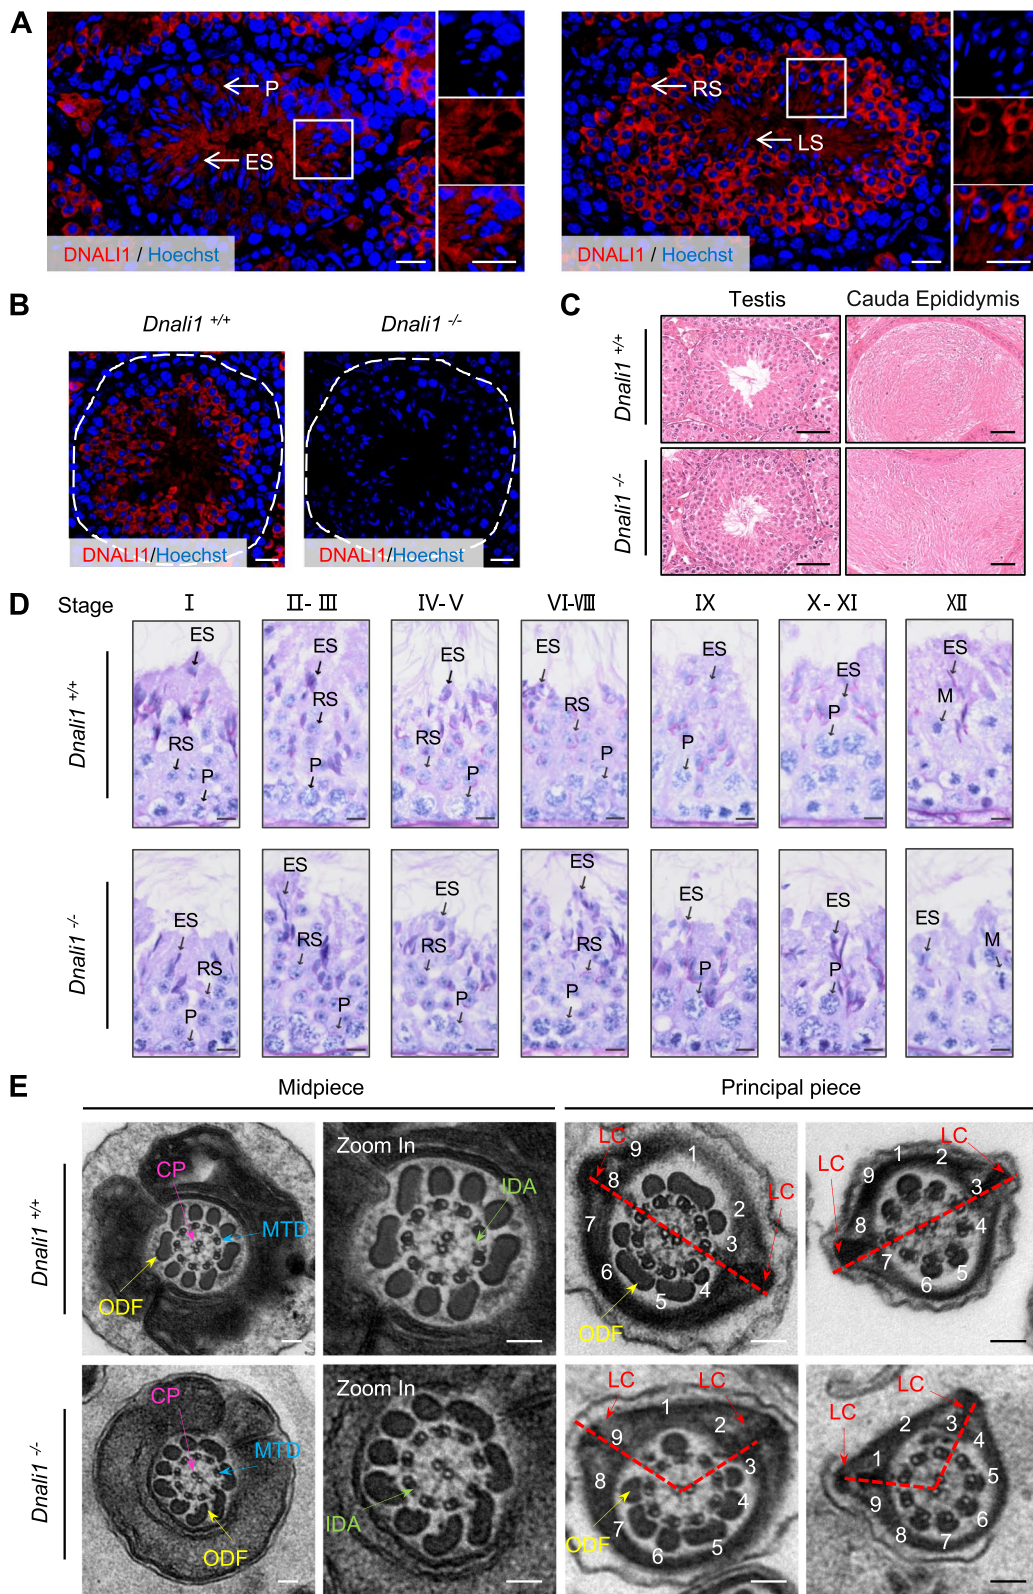 A
P
ES
DNALI1 / Hoechst
RS
LS
DNALI1 / Hoechst
B
Dnali1 +/+
Dnali1 -/-
DNALI1/Hoechst
DNALI1/Hoechst
C
Testis
Cauda Epididymis
Dnali1 +/+
Dnali1 -/-
D
Stage
Ⅰ
Ⅱ- Ⅲ
Ⅳ- Ⅴ
Ⅵ-Ⅷ
Ⅸ
Ⅹ- Ⅺ
Ⅻ
Dnali1 +/+
ES
RS
P
ES
RS
P
ES
RS
P
ES
RS
P
ES
P
ES
P
ES
M
Dnali1 -/-
ES
RS
P
ES
RS
P
ES
RS
P
ES
RS
P
ES
P
ES
P
ES
M
E
Midpiece
Principal piece
Dnali1 +/+
CP
MTD
ODF
Zoom In
IDA
LC
9
1
8
2
LC
7
3
6
4
5
ODF
LC
1
2
9
LC
3
8
4
7
5
6
Dnali1 -/-
CP
MTD
ODF
Zoom In
IDA
LC
LC
1
2
9
3
8
4
ODF
7
5
6
LC
LC
2
3
4
1
5
9
6
8
7